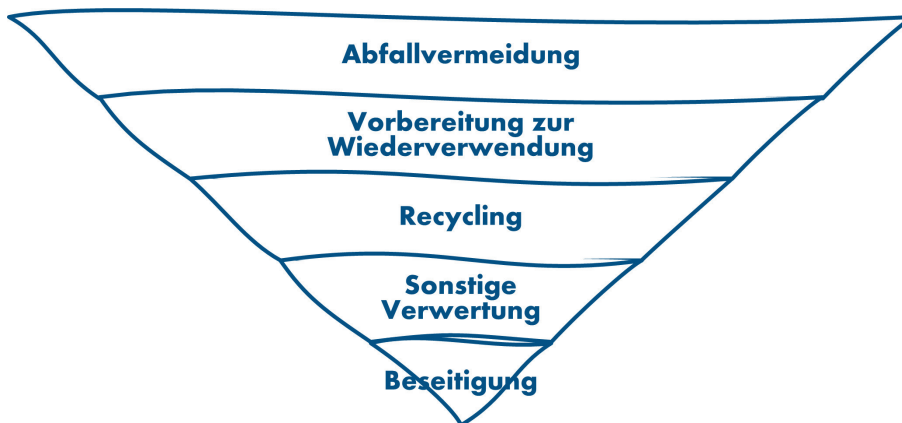 Abfallvermeidung
Vorbereitung zur
Wiederverwendung
Recycling
Sonstige
Verwertung
Beseitigung